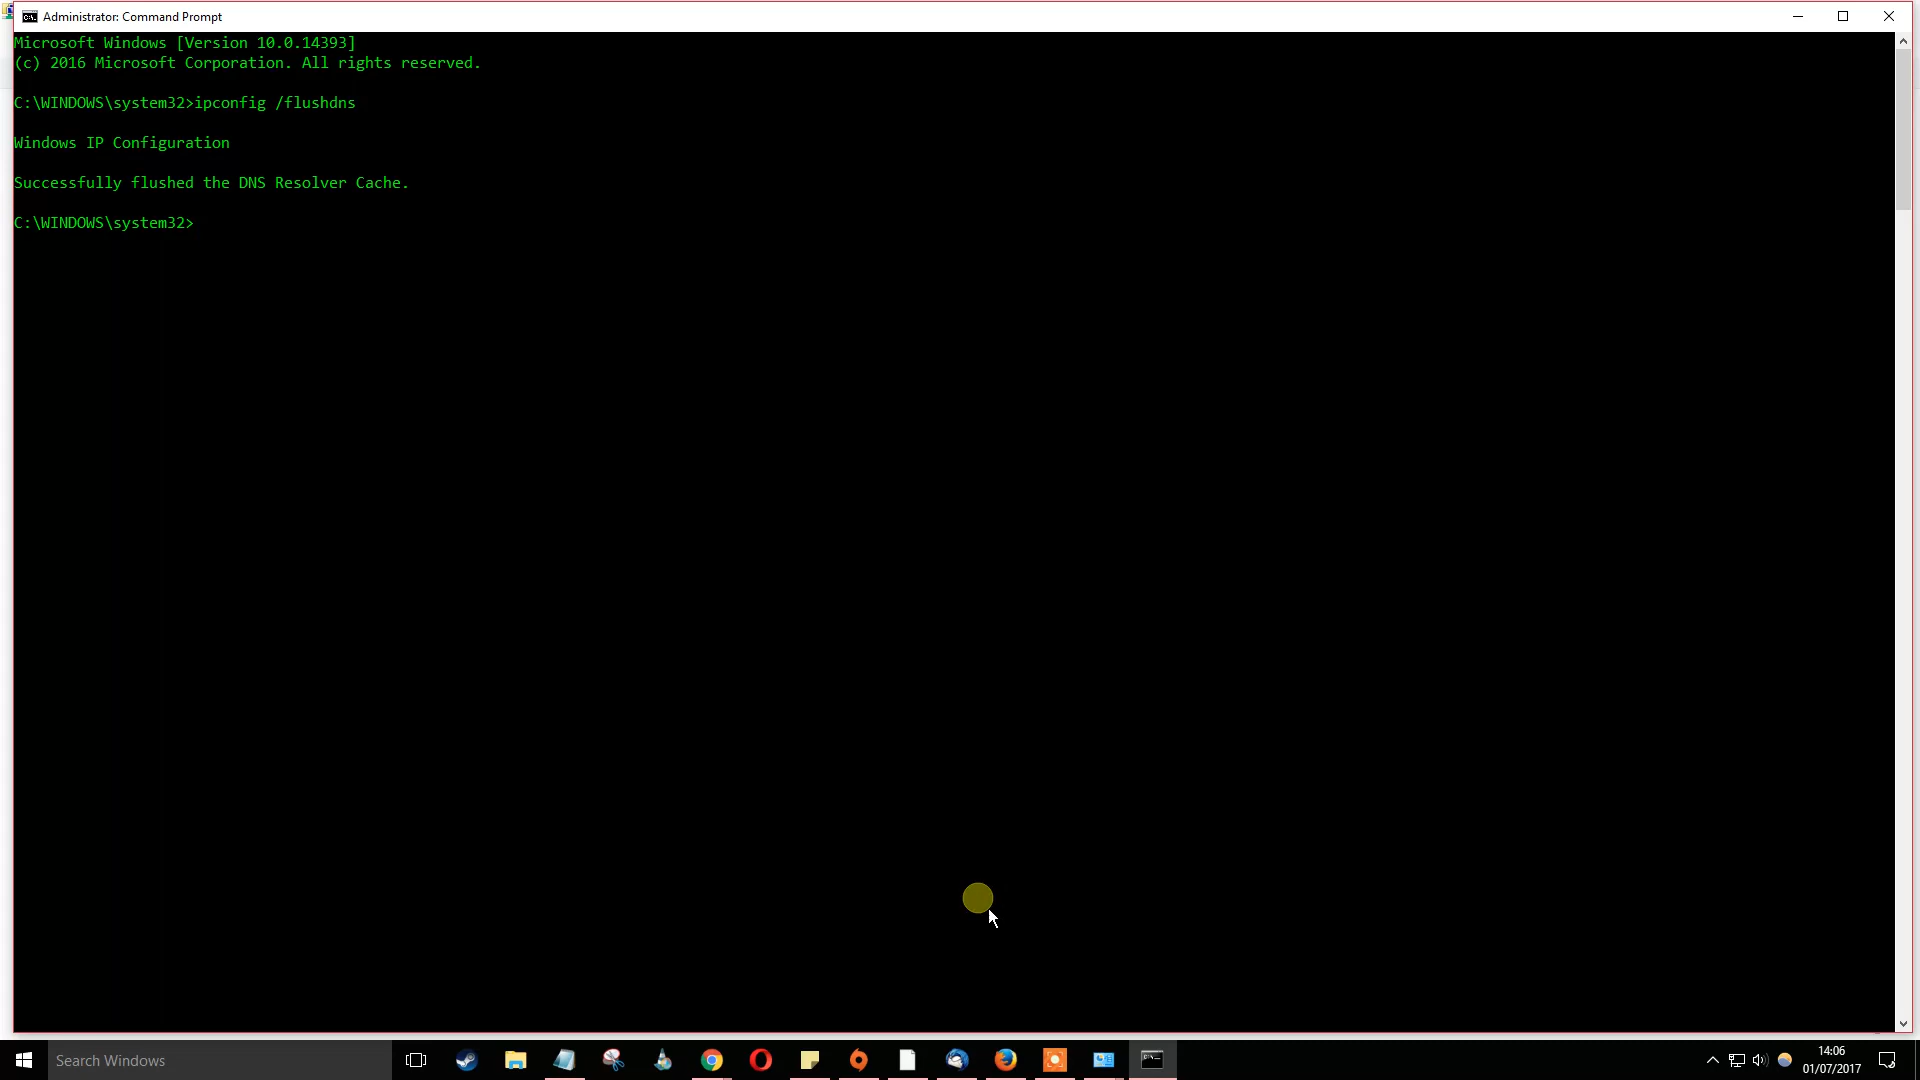 Administrator: Command Prompt
Microsoft Windows [Version 10.0.14393]
(c) 2016 Microsoft Corporation. All rights reserved.
C:\WINDOWS\system32>ipconfig /flushdns
Windows IP Configuration
Successfully flushed the DNS Resolver Cache.
C:\WINDOWS\system32>
Search Windows
14:06
01/07/2017